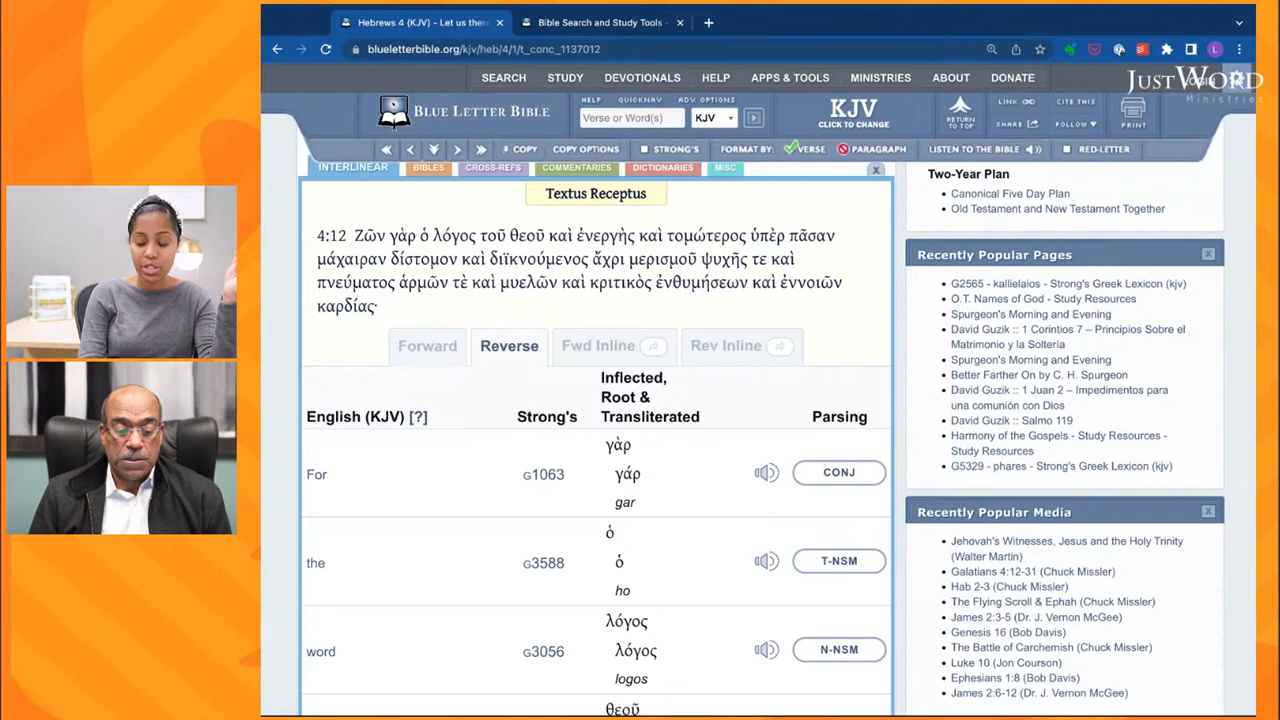 Hebrews 4 (KJV) - Let us there
Bible Search and Study Tools -
blueletterbible.org/kjv/heb/4/1/t_conc_1137012
L
SEARCH STUDY DEVOTIONALS HELP APPS & TOOLS MINISTRIES ABOUT DONATE
JUSTWORD
Ministries
BLUE LETTER BIBLE
HELP QUICKNAV ADV. OPTIONS
Verse or Word(s) KJV
KJV
CLICK TO CHANGE
RETURN TO TOP
LINK CITE THIS
SHARE FOLLOW
PRINT
COPY COPY OPTIONS STRONG'S FORMAT BY: VERSE PARAGRAPH LISTEN TO THE BIBLE RED-LETTER
INTERLINEAR BIBLES CROSS-REFS COMMENTARIES DICTIONARIES MISC X
Textus Receptus
4:12 Ζῶν γὰρ ὁ λόγος τοῦ θεοῦ καὶ ἐνεργὴς καὶ τομώτερος ὑπὲρ πᾶσαν
μάχαιραν δίστομον καὶ διϊκνούμενος ἄχρι μερισμοῦ ψυχῆς τε καὶ
πνεύματος ἁρμῶν τὲ καὶ μυελῶν καὶ κριτικὸς ἐνθυμήσεων καὶ ἐννοιῶν
καρδίας·
Forward Reverse Fwd Inline Rev Inline
English (KJV) [?]
Strong's
Inflected,
Root &
Transliterated
Parsing
For
G1063
γὰρ
γάρ
gar
CONJ
the
G3588
ὁ
ὁ
ho
T-NSM
word
G3056
λόγος
λόγος
logos
N-NSM
θεοῦ
Two-Year Plan
• Canonical Five Day Plan
• Old Testament and New Testament Together
Recently Popular Pages X
• G2565 - kallielaios - Strong's Greek Lexicon (kjv)
• O.T. Names of God - Study Resources
• Spurgeon's Morning and Evening
• David Guzik :: 1 Corintios 7 – Principios Sobre el
Matrimonio y la Soltería
• Spurgeon's Morning and Evening
• Better Farther On by C. H. Spurgeon
• David Guzik :: 1 Juan 2 – Impedimentos para
una comunión con Dios
• David Guzik :: Salmo 119
• Harmony of the Gospels - Study Resources -
Study Resources
• G5329 - phares - Strong's Greek Lexicon (kjv)
Recently Popular Media X
• Jehovah's Witnesses, Jesus and the Holy Trinity
(Walter Martin)
• Galatians 4:12-31 (Chuck Missler)
• Hab 2-3 (Chuck Missler)
• The Flying Scroll & Ephah (Chuck Missler)
• James 2:3-5 (Dr. J. Vernon McGee)
• Genesis 16 (Bob Davis)
• The Battle of Carchemish (Chuck Missler)
• Luke 10 (Jon Courson)
• Ephesians 1:8 (Bob Davis)
• James 2:6-12 (Dr. J. Vernon McGee)